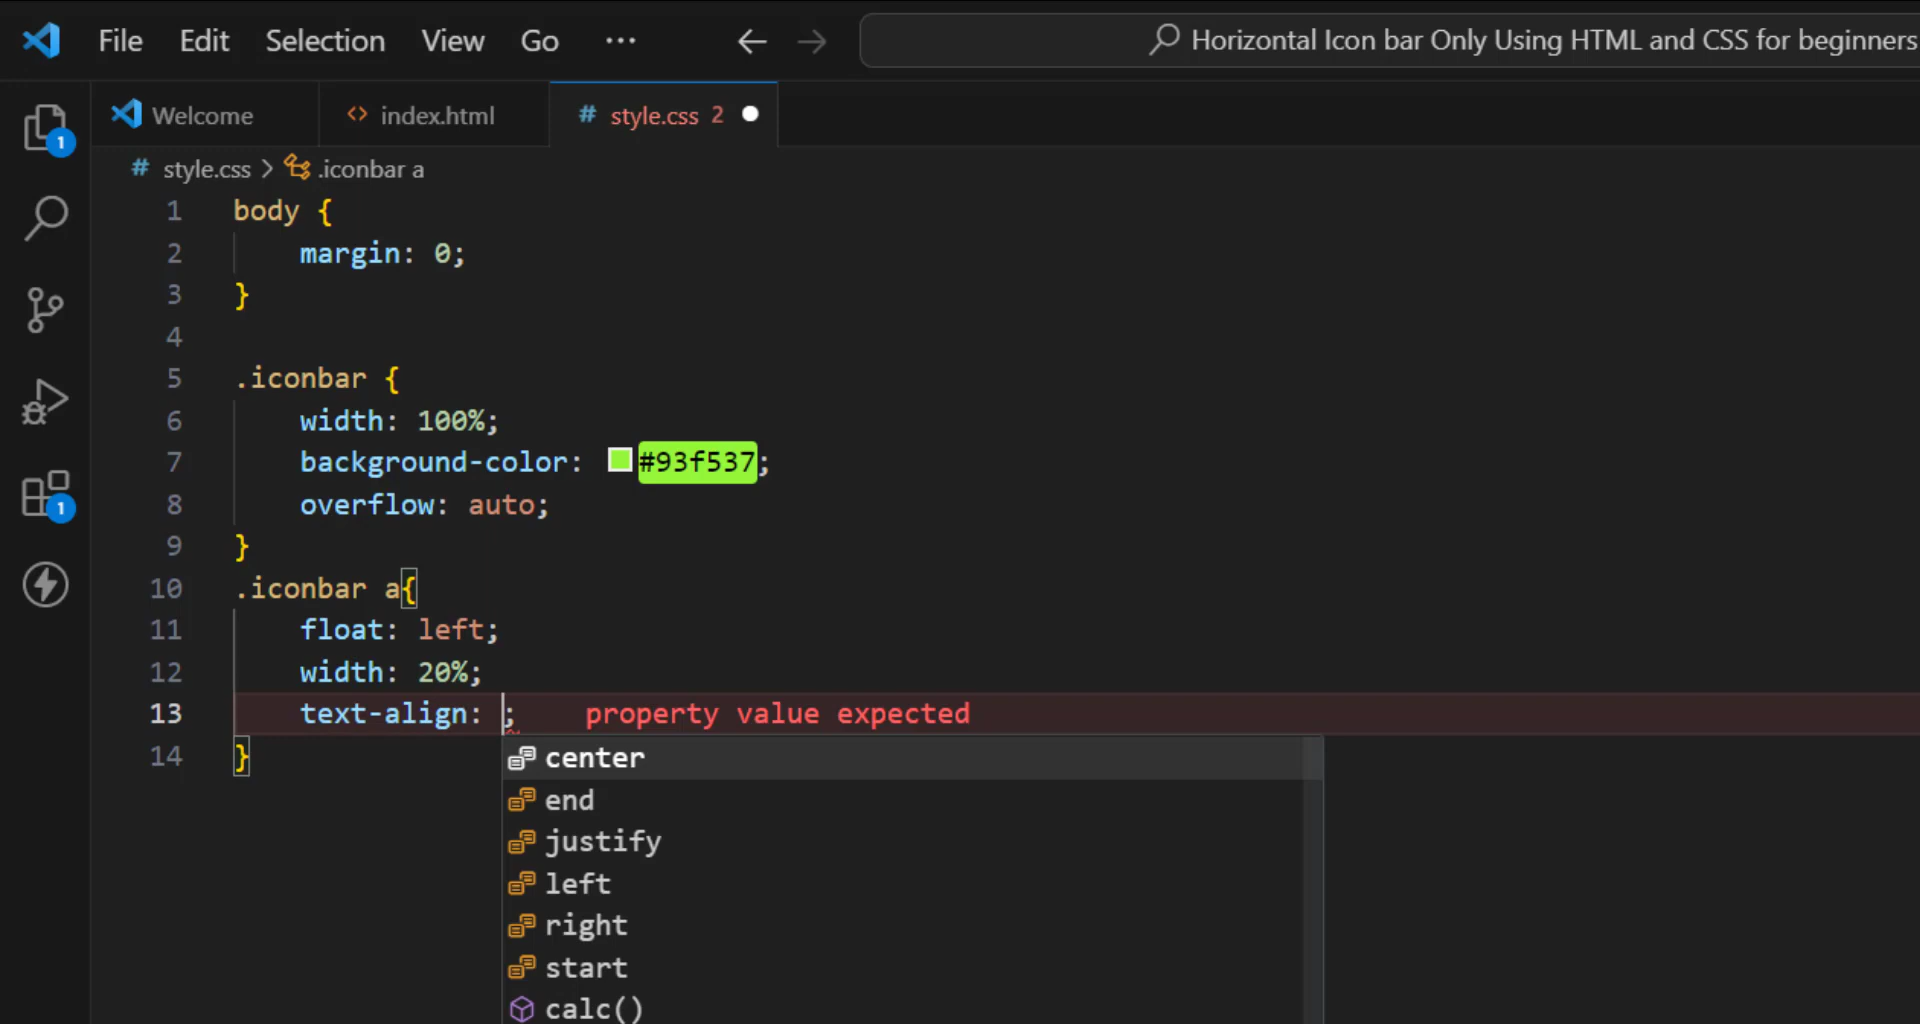 File Edit Selection View Go ··· Horizontal Icon bar Only Using HTML and CSS for beginners
Welcome <> index.html # style.css 2
# style.css > .iconbar a
1 body {
2 margin: 0;
3 }
4
5 .iconbar {
6 width: 100%;
7 background-color: #93f537;
8 overflow: auto;
9 }
10 .iconbar a{
11 float: left;
12 width: 20%;
13 text-align: ; property value expected
14 }
center
end
justify
left
right
start
calc()
1
1